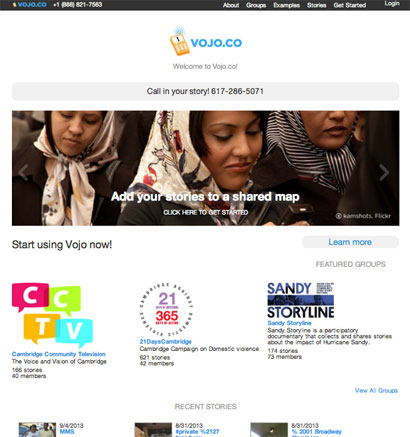 VOJO.CO +1 (888) 821-7563 About Groups Examples Stories Get Started Login
VOJO.CO
Welcome to Vojo.co!
Call in your story! 617-286-5071
Add your stories to a shared map
CLICK HERE TO GET STARTED
© kamshots, Flickr
Start using Vojo now!
Learn more
FEATURED GROUPS
C C
T V
Cambridge Community Television
The Voice and Vision of Cambridge
166 stories
40 members
21
DAYS
365
DAYS OF ACTION
21DaysCambridge
Cambridge Campaign on Domestic violence
621 stories
42 members
SANDY
STORYLINE
Sandy Storyline
Sandy Storyline is a participatory
documentary that collects and shares stories
about the impact of Hurricane Sandy.
174 stories
73 members
View All Groups
RECENT STORIES
9/4/2013
MMS
8/31/2013
#private %2127
8/31/2013
% 2001 Broadway